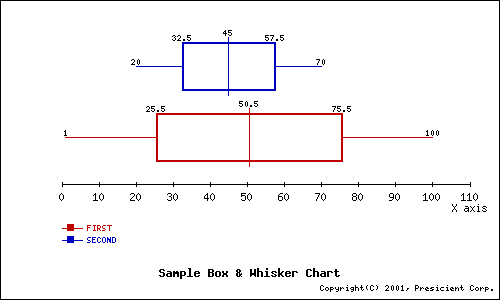 32.5 45 57.5
20 70
25.5 50.5 75.5
1 100
0 10 20 30 40 50 60 70 80 90 100 110
X axis
FIRST
SECOND
Sample Box & Whisker Chart
Copyright(C) 2001, Presicient Corp.